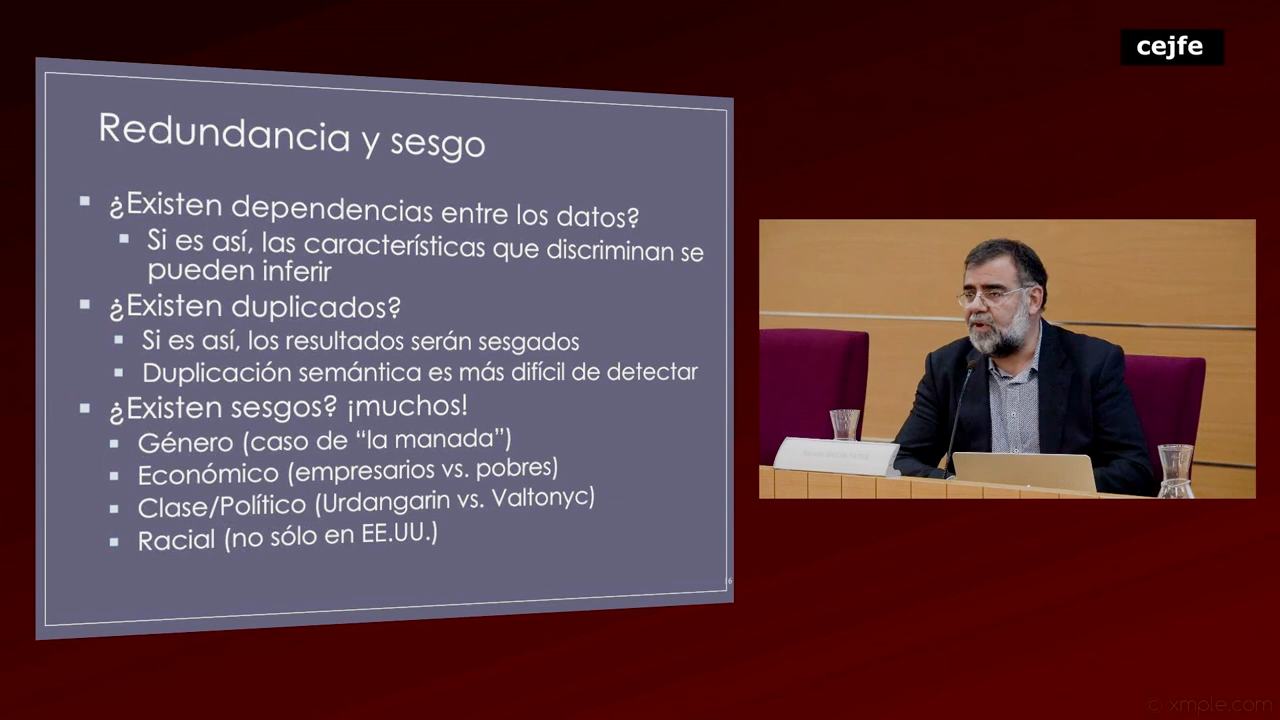 cejfe
Redundancia y sesgo
¿Existen dependencias entre los datos?
Si es así, las características que discriminan se
pueden inferir
¿Existen duplicados?
Si es así, los resultados serán sesgados
Duplicación semántica es más difícil de detectar
¿Existen sesgos? ¡muchos!
Género (caso de “la manada”)
Económico (empresarios vs. pobres)
Clase/Político (Urdangarin vs. Valtonyc)
Racial (no sólo en EE.UU.)
© xmple.com